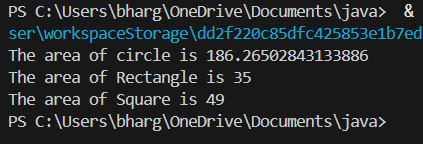 PS C:\Users\bharg\OneDrive\Documents\java>  &
ser\workspaceStorage\dd2f220c85dfc425853e1b7ed
The area of circle is 186.26502843133886
The area of Rectangle is 35
The area of Square is 49
PS C:\Users\bharg\OneDrive\Documents\java>